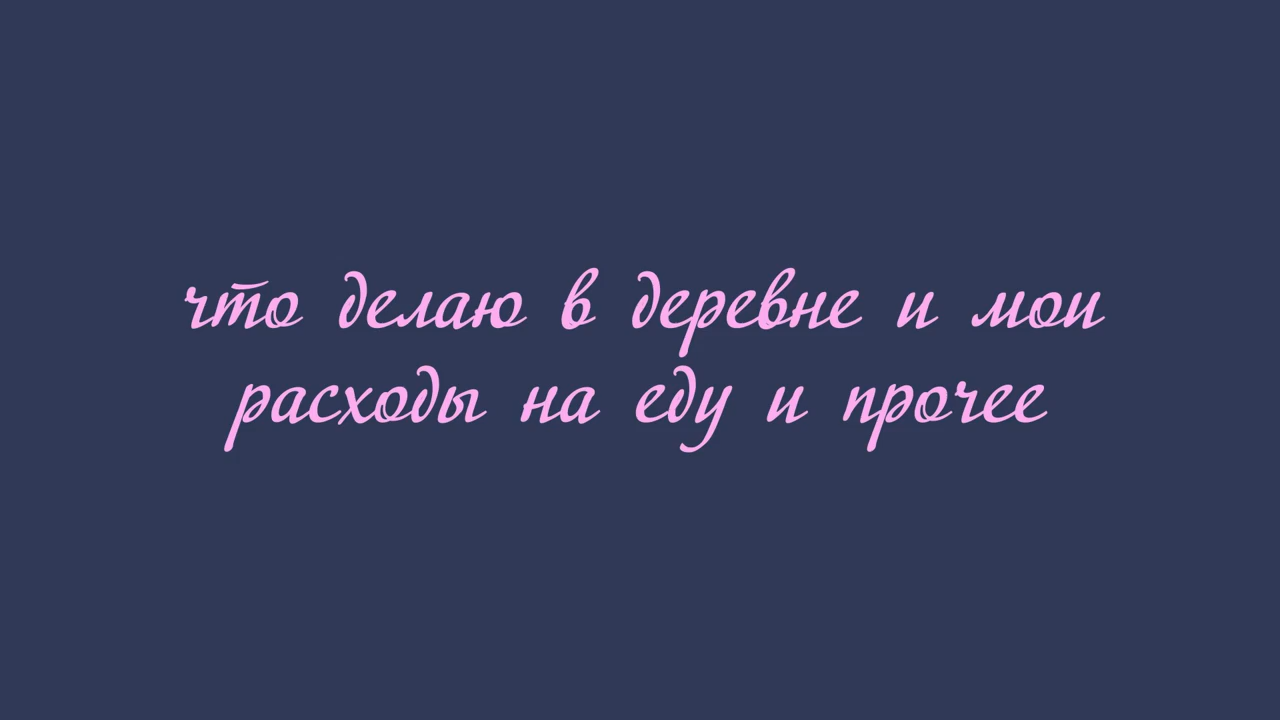 что делаю в деревне и мои
расходы на еду и прочее